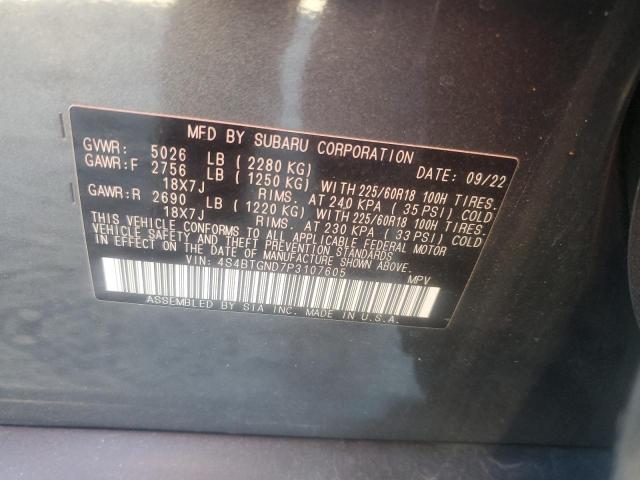 MFD BY SUBARU CORPORATION
GVWR: 5026 LB (2280 KG) DATE: 09/22
GAWR:F 2756 LB (1250 KG) WITH 225/60R18 100H TIRES.
18X7J RIMS. AT 240 KPA (35 PSI) COLD
GAWR:R 2690 LB (1220 KG) WITH 225/60R18 100H TIRES.
18X7J RIMS. AT 230 KPA (33 PSI) COLD
THIS VEHICLE CONFORMS TO ALL APPLICABLE FEDERAL MOTOR
VEHICLE SAFETY AND THEFT PREVENTION STANDARDS
IN EFFECT ON THE DATE OF MANUFACTURE SHOWN ABOVE.
VIN: 4S4BTGND7P3107605 MPV
ASSEMBLED BY SIA INC. MADE IN U.S.A.